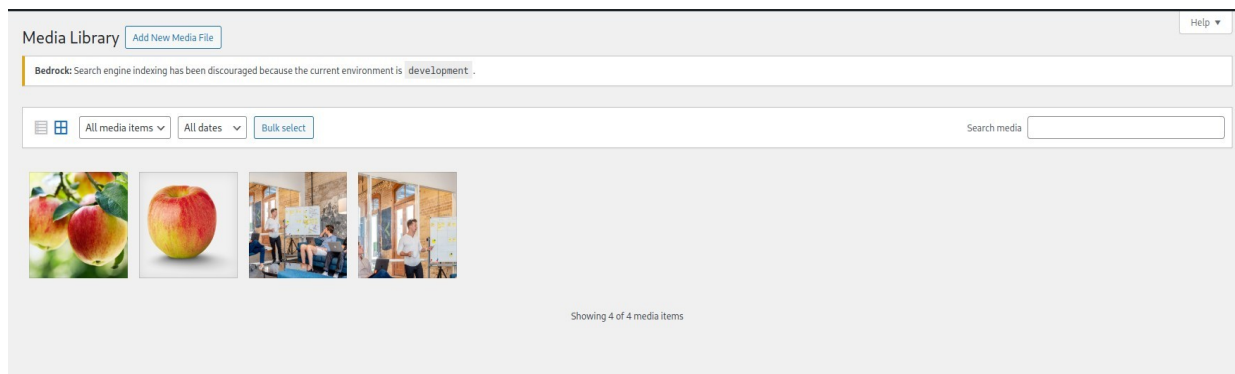 Help ▼
Media Library Add New Media File
Bedrock: Search engine indexing has been discouraged because the current environment is development .
All media items All dates Bulk select Search media
Showing 4 of 4 media items